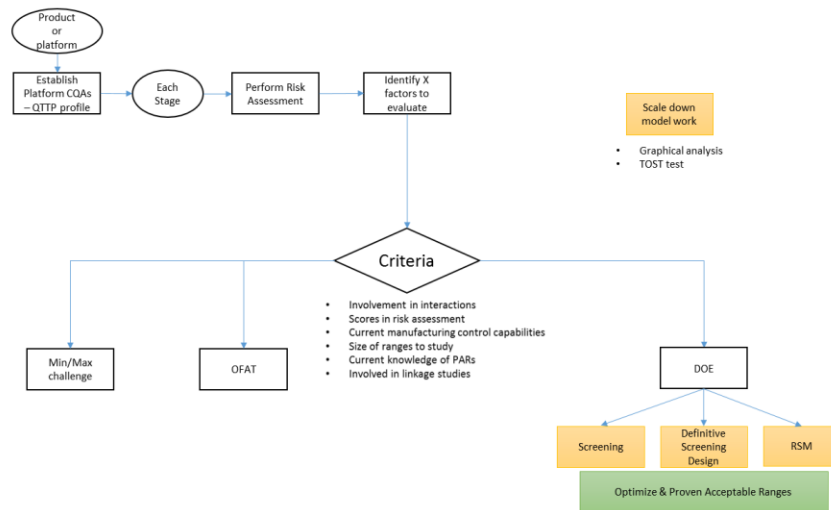 Product
or
platform
Establish
Platform CQAs
– QTTP profile
Each
Stage
Perform Risk
Assessment
Identify X
factors to
evaluate
Scale down
model work
• Graphical analysis
• TOST test
Criteria
• Involvement in interactions
• Scores in risk assessment
• Current manufacturing control capabilities
• Size of ranges to study
• Current knowledge of PARs
• Involved in linkage studies
Min/Max
challenge
OFAT
DOE
Screening
Definitive
Screening
Design
RSM
Optimize & Proven Acceptable Ranges